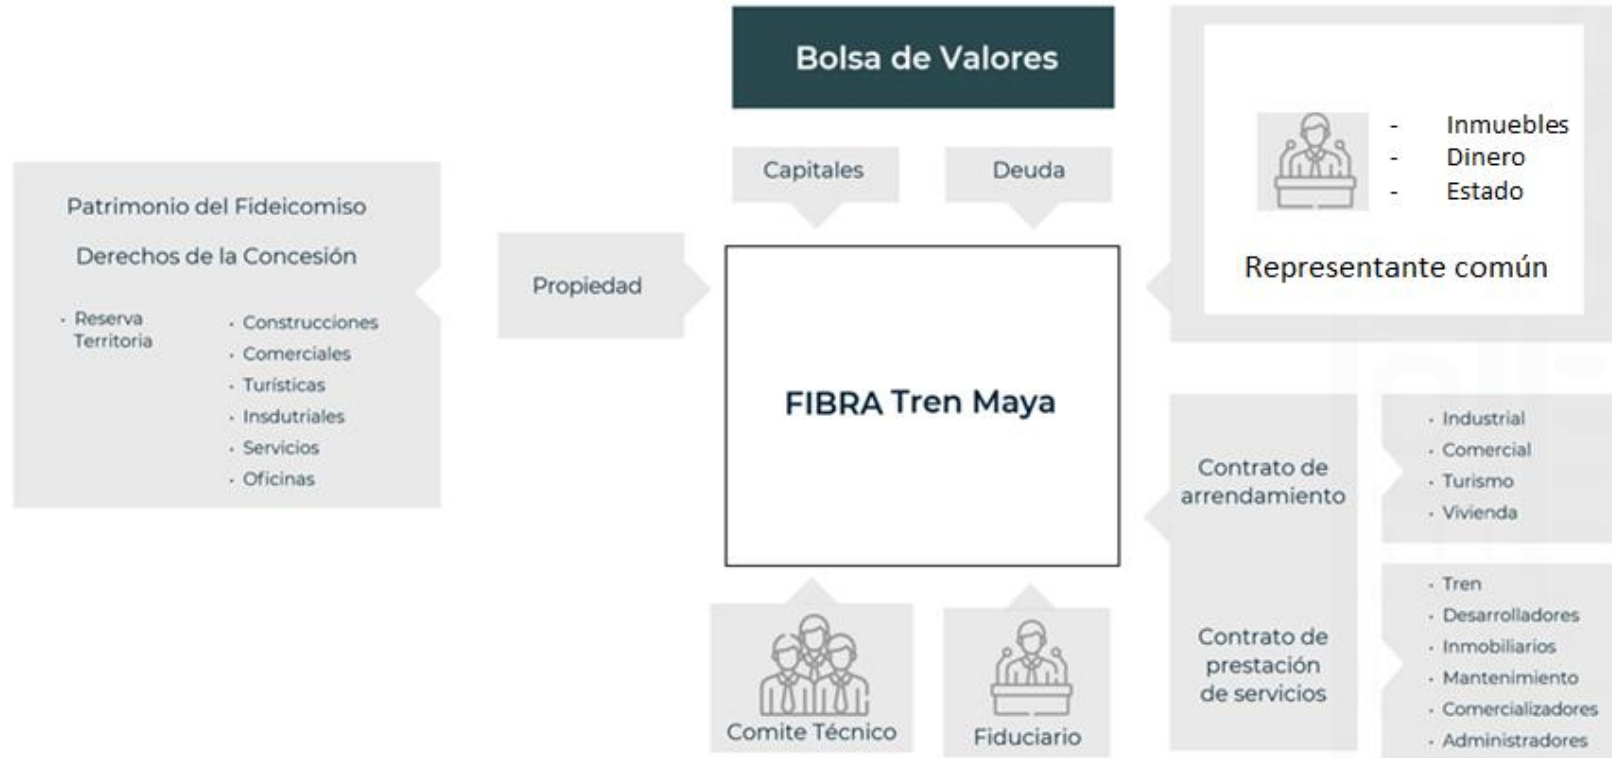 Bolsa de Valores
Capitales
Deuda
- Inmuebles
- Dinero
- Estado
Representante común
Patrimonio del Fideicomiso
Derechos de la Concesión
· Reserva
Territoria
· Construcciones
· Comerciales
· Turísticas
· Insdutriales
· Servicios
· Oficinas
Propiedad
FIBRA Tren Maya
Contrato de
arrendamiento
· Industrial
· Comercial
· Turismo
· Vivienda
Contrato de
prestación
de servicios
· Tren
· Desarrolladores
· Inmobiliarios
· Mantenimiento
· Comercializadores
· Administradores
Comite Técnico
Fiduciario